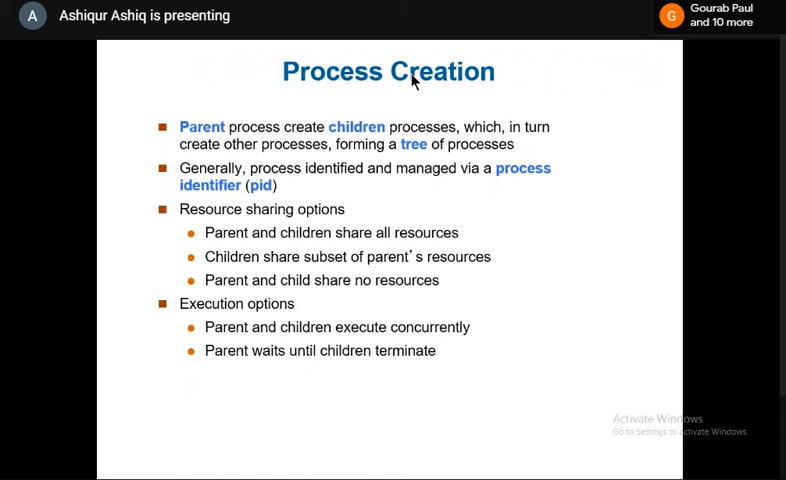 A
Ashiqur Ashiq is presenting
G
Gourab Paul
and 10 more
Process Creation
Parent process create children processes, which, in turn
create other processes, forming a tree of processes
Generally, process identified and managed via a process
identifier (pid)
Resource sharing options
Parent and children share all resources
Children share subset of parent's resources
Parent and child share no resources
Execution options
Parent and children execute concurrently
Parent waits until children terminate
Activate Windows
Go to Settings to activate Windows.